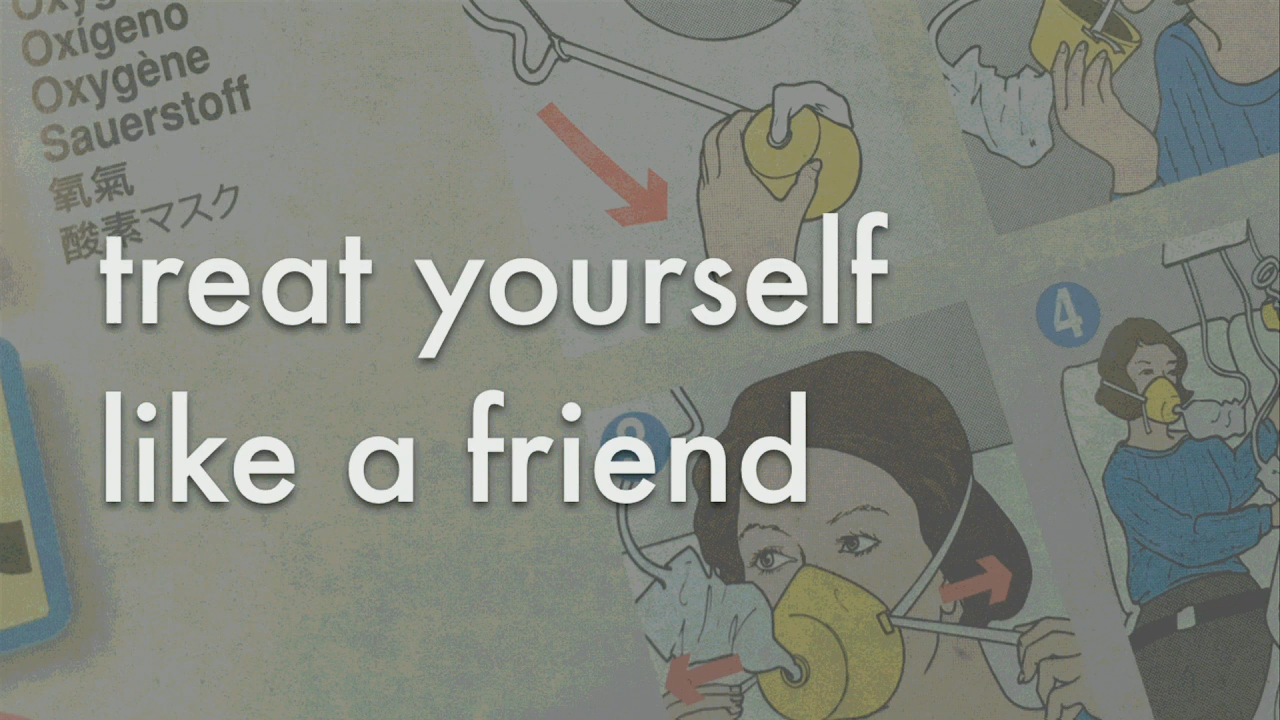 Oxígeno
Oxygène
Sauerstoff
氧氣
酸素マスク
treat yourself
like a friend
4